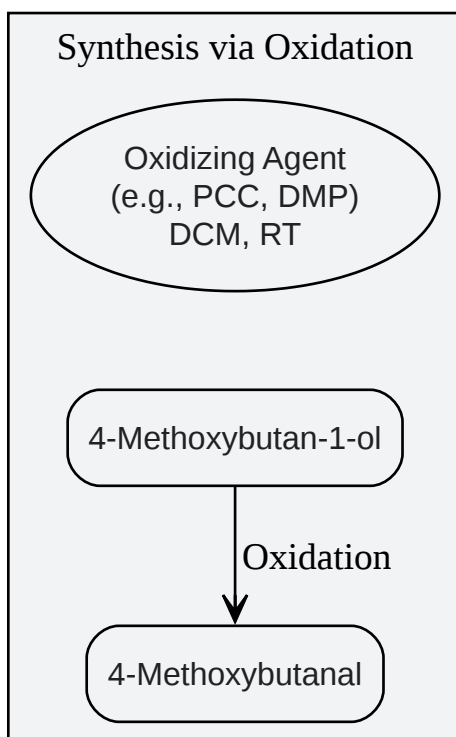 Synthesis via Oxidation
Oxidizing Agent
(e.g., PCC, DMP)
DCM, RT
4-Methoxybutan-1-ol
Oxidation
4-Methoxybutanal